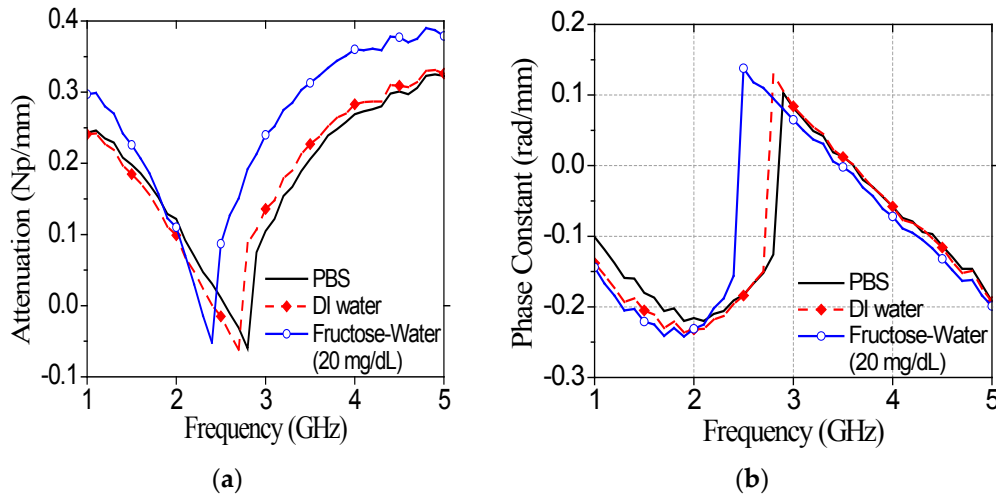 0.4
0.3
0.2
0.1
0.0
-0.1
Attenuation (Np/mm)
PBS
DI water
Fructose-Water
(20 mg/dL)
1 2 3 4 5
Frequency (GHz)
(a)
0.2
0.1
0.0
-0.1
-0.2
-0.3
Phase Constant (rad/mm)
PBS
DI water
Fructose-Water
(20 mg/dL)
1 2 3 4 5
Frequency (GHz)
(b)